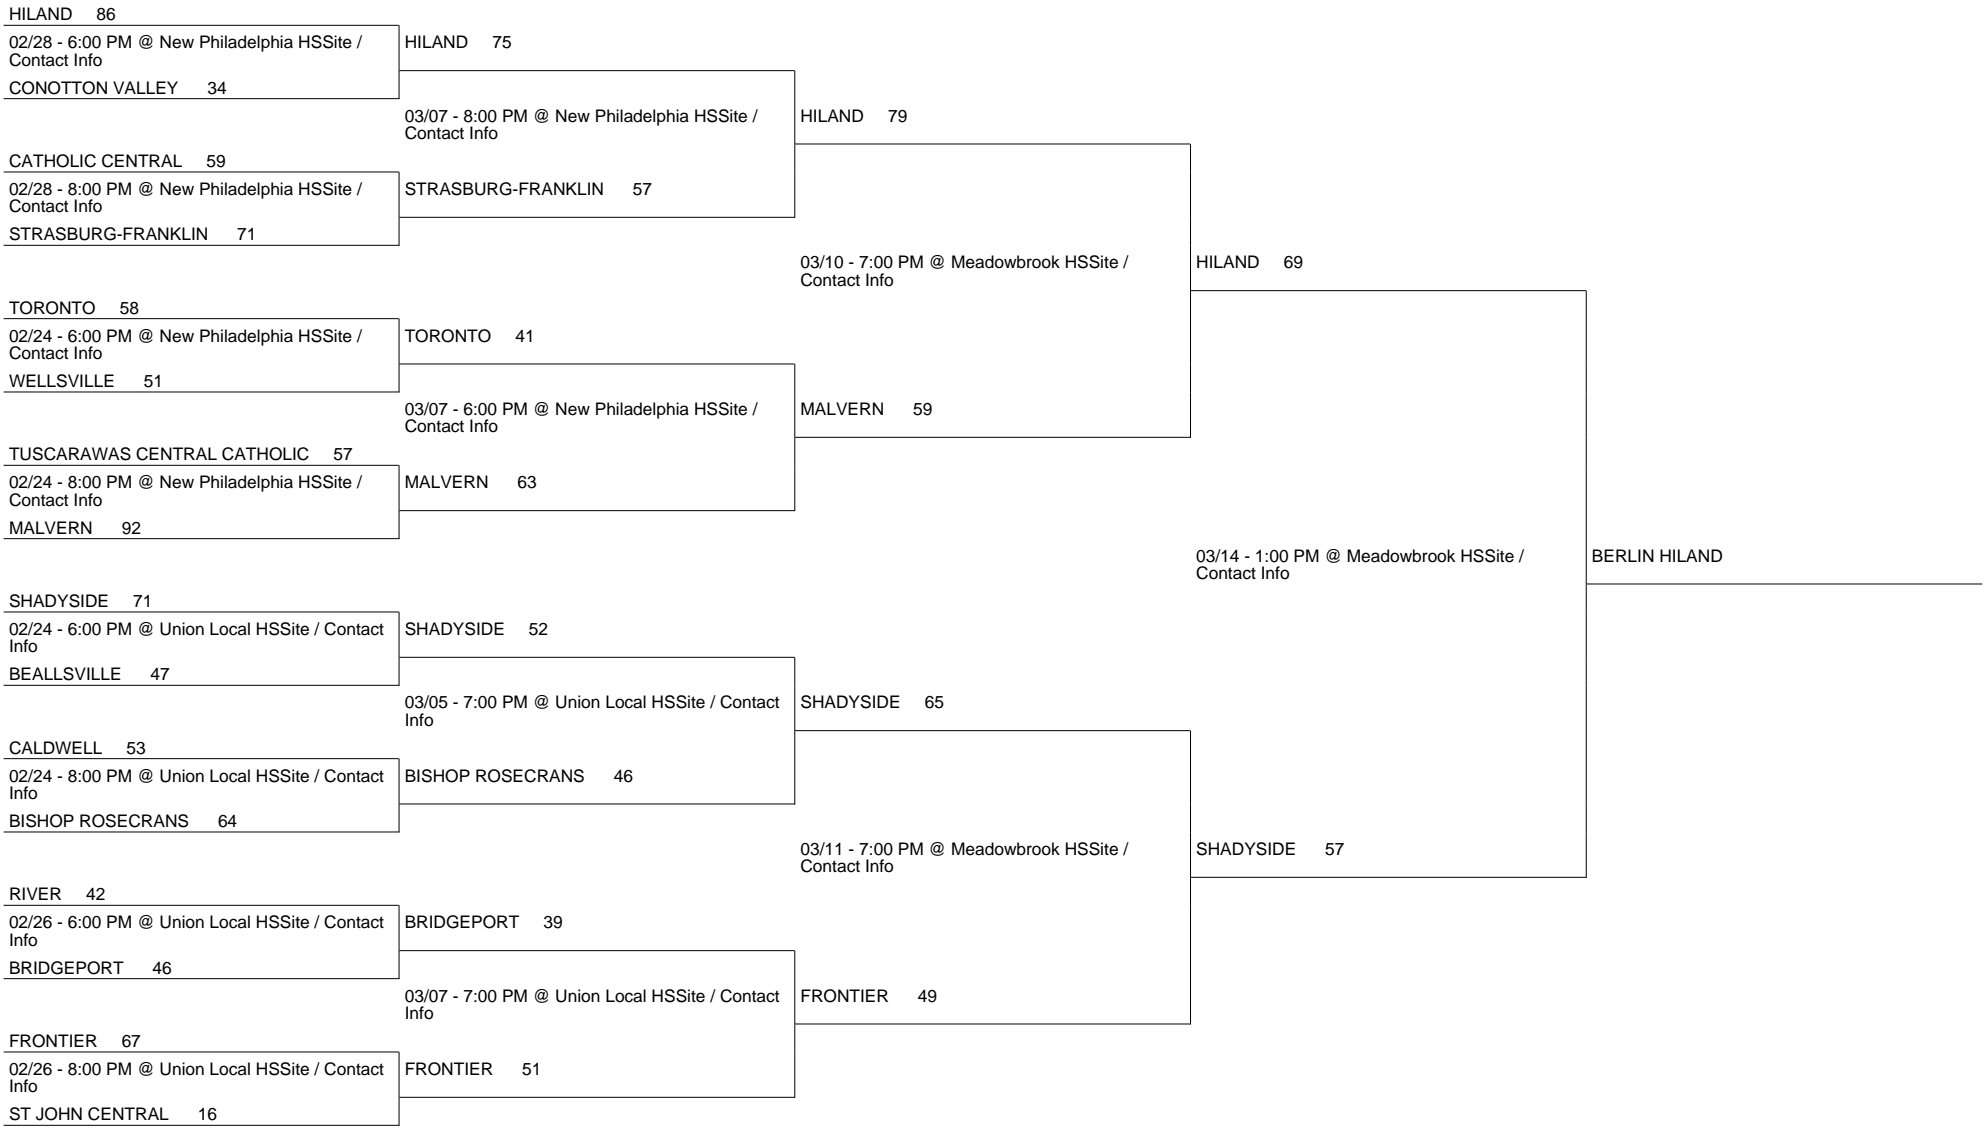 HILAND 86
02/28 - 6:00 PM @ New Philadelphia HSSite /
Contact Info
CONOTTON VALLEY 34
CATHOLIC CENTRAL 59
02/28 - 8:00 PM @ New Philadelphia HSSite /
Contact Info
STRASBURG-FRANKLIN 71
TORONTO 58
02/24 - 6:00 PM @ New Philadelphia HSSite /
Contact Info
WELLSVILLE 51
TUSCARAWAS CENTRAL CATHOLIC 57
02/24 - 8:00 PM @ New Philadelphia HSSite /
Contact Info
MALVERN 92
SHADYSIDE 71
02/24 - 6:00 PM @ Union Local HSSite / Contact
Info
BEALLSVILLE 47
CALDWELL 53
02/24 - 8:00 PM @ Union Local HSSite / Contact
Info
BISHOP ROSECRANS 64
RIVER 42
02/26 - 6:00 PM @ Union Local HSSite / Contact
Info
BRIDGEPORT 46
FRONTIER 67
02/26 - 8:00 PM @ Union Local HSSite / Contact
Info
ST JOHN CENTRAL 16
HILAND 75
03/07 - 8:00 PM @ New Philadelphia HSSite /
Contact Info
STRASBURG-FRANKLIN 57
TORONTO 41
03/07 - 6:00 PM @ New Philadelphia HSSite /
Contact Info
MALVERN 63
SHADYSIDE 52
03/05 - 7:00 PM @ Union Local HSSite / Contact
Info
BISHOP ROSECRANS 46
BRIDGEPORT 39
03/07 - 7:00 PM @ Union Local HSSite / Contact
Info
FRONTIER 51
HILAND 79
03/10 - 7:00 PM @ Meadowbrook HSSite /
Contact Info
MALVERN 59
SHADYSIDE 65
03/11 - 7:00 PM @ Meadowbrook HSSite /
Contact Info
FRONTIER 49
HILAND 69
03/14 - 1:00 PM @ Meadowbrook HSSite /
Contact Info
SHADYSIDE 57
BERLIN HILAND